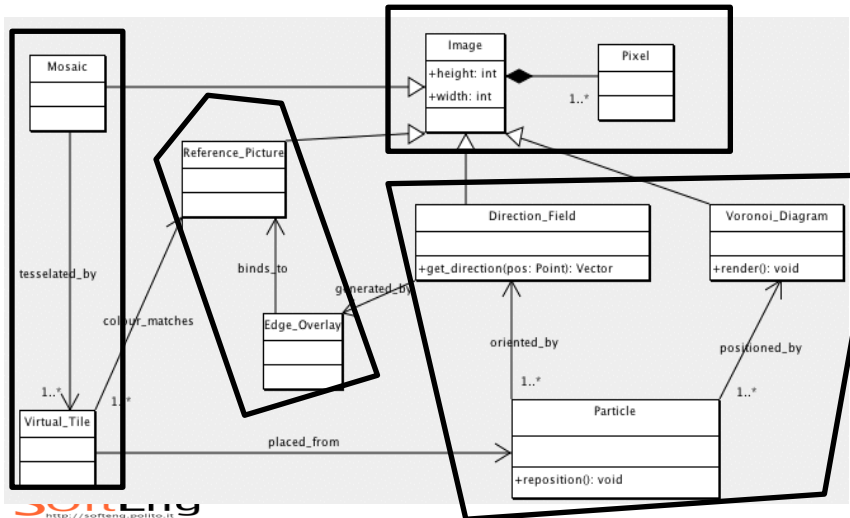 Mosaic
Image
+height: int
+width: int
Pixel
1..*
Reference_Picture
Direction_Field
+get_direction(pos: Point): Vector
Voronoi_Diagram
+render(): void
tesselated_by
binds_to
generated_by
colour_matches
Edge_Overlay
oriented_by
positioned_by
1..*
1..*
1..*
1..*
Virtual_Tile
Particle
placed_from
+reposition(): void
SoftEng
http://softeng.polito.it